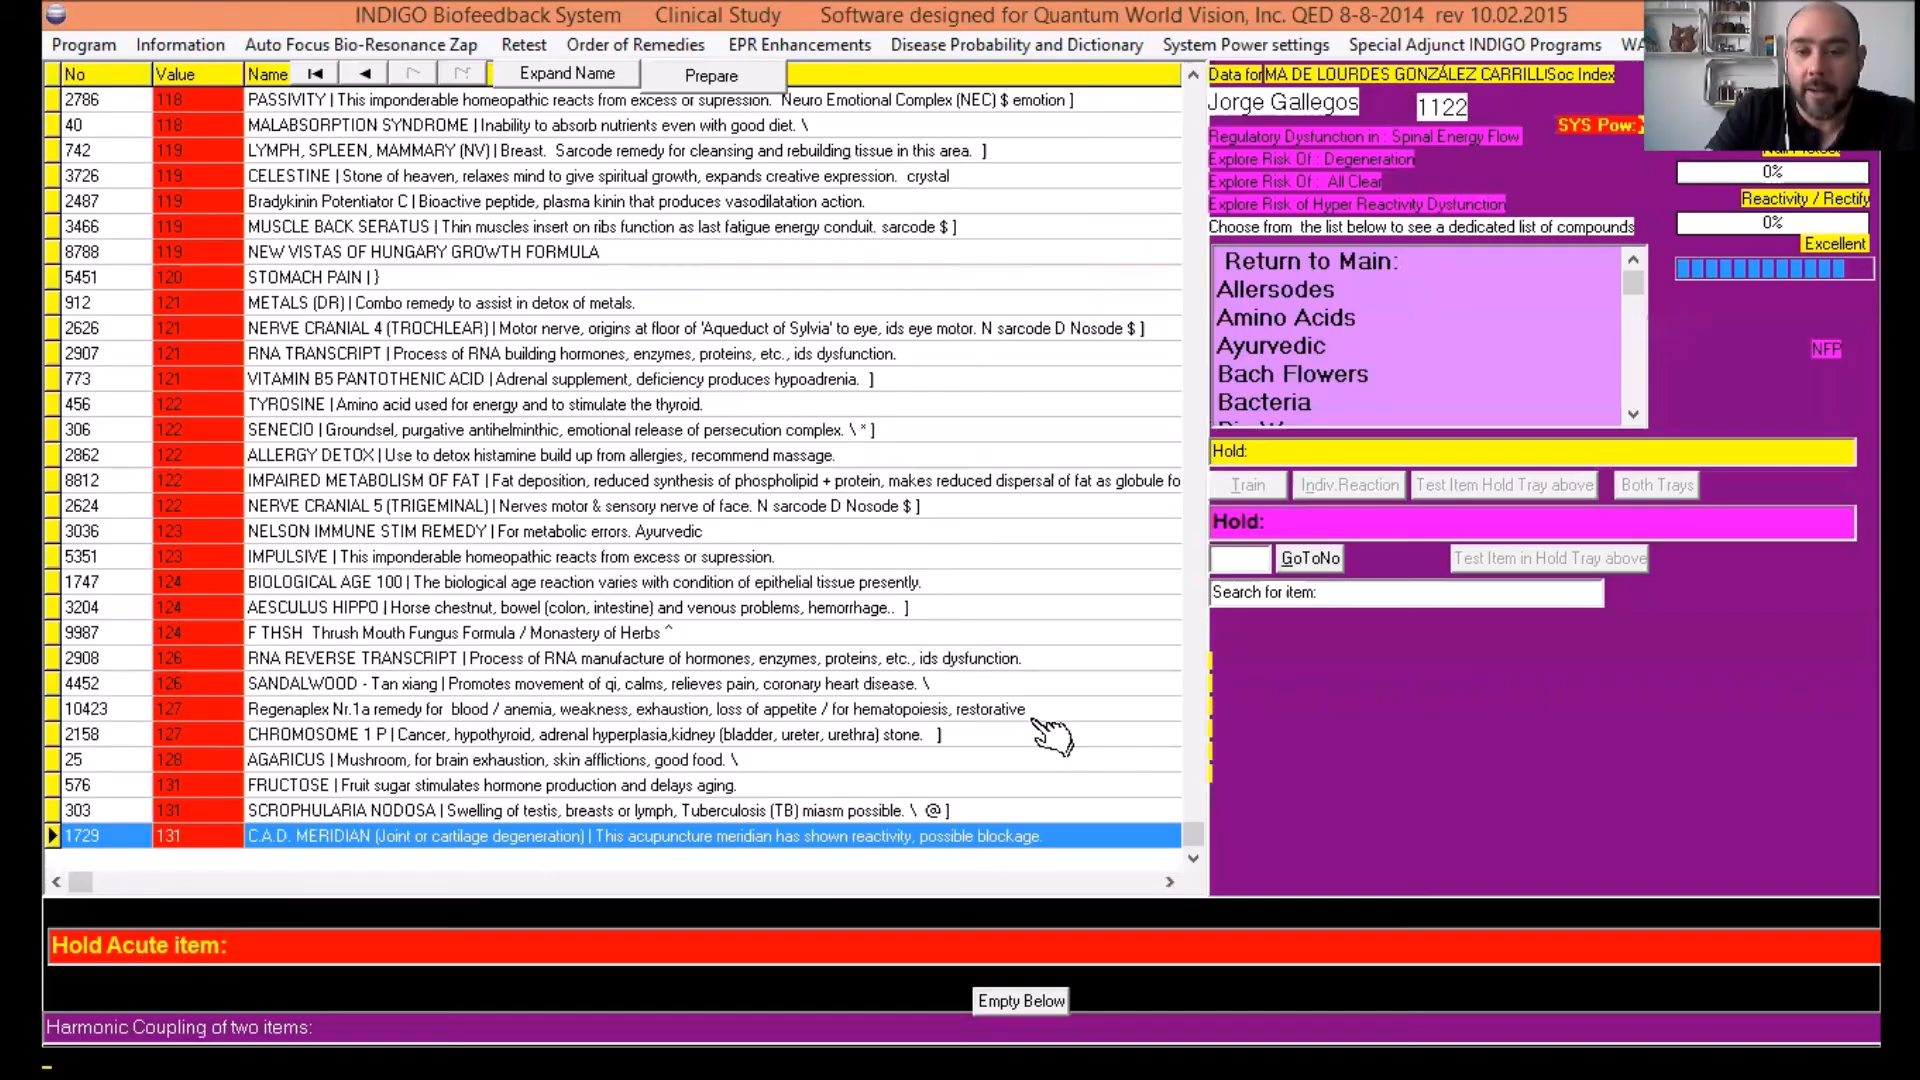 INDIGO Biofeedback System Clinical Study Software designed for Quantum World Vision, Inc. QED 8-8-2014 rev 10.02.2015
Program Information Auto Focus Bio-Resonance Zap Retest Order of Remedies EPR Enhancements Disease Probability and Dictionary System Power settings Special Adjunct INDIGO Programs
No Value Name Expand Name Prepare
2786 118 PASSIVITY | This imponderable homeopathic reacts from excess or supression. Neuro Emotional Complex (NEC) $ emotion ]
40 118 MALABSORPTION SYNDROME | Inability to absorb nutrients even with good diet. \
742 119 LYMPH, SPLEEN, MAMMARY (NV) | Breast. Sarcode remedy for cleansing and rebuilding tissue in this area. ]
3726 119 CELESTINE | Stone of heaven, relaxes mind to give spiritual growth, expands creative expression. crystal
2487 119 Bradykinin Potentiator C | Bioactive peptide, plasma kinin that produces vasodilatation action.
3466 119 MUSCLE BACK SERATUS | Thin muscles insert on ribs function as last fatigue energy conduit. sarcode $ ]
8788 119 NEW VISTAS OF HUNGARY GROWTH FORMULA
5451 120 STOMACH PAIN | }
912 121 METALS (DR) | Combo remedy to assist in detox of metals.
2626 121 NERVE CRANIAL 4 (TROCHLEAR) | Motor nerve, origins at floor of 'Aqueduct of Sylvia' to eye, ids eye motor. N sarcode D Nosode $ ]
2907 121 RNA TRANSCRIPT | Process of RNA building hormones, enzymes, proteins, etc., ids dysfunction.
773 121 VITAMIN B5 PANTOTHENIC ACID | Adrenal supplement, deficiency produces hypoadrenia. ]
456 122 TYROSINE | Amino acid used for energy and to stimulate the thyroid.
306 122 SENECIO | Groundsel, purgative antihelminthic, emotional release of persecution complex. \ * ]
2862 122 ALLERGY DETOX | Use to detox histamine build up from allergies, recommend massage.
8812 122 IMPAIRED METABOLISM OF FAT | Fat deposition, reduced synthesis of phospholipid + protein, makes reduced dispersal of fat as globule fo
2624 122 NERVE CRANIAL 5 (TRIGEMINAL) | Nerves motor & sensory nerve of face. N sarcode D Nosode $ ]
3036 123 NELSON IMMUNE STIM REMEDY | For metabolic errors. Ayurvedic
5351 123 IMPULSIVE | This imponderable homeopathic reacts from excess or supression.
1747 124 BIOLOGICAL AGE 100 | The biological age reaction varies with condition of epithelial tissue presently.
3204 124 AESCULUS HIPPO | Horse chestnut, bowel (colon, intestine) and venous problems, hemorrhage.. ]
9987 124 F THSH Thrush Mouth Fungus Formula / Monastery of Herbs ^
2908 126 RNA REVERSE TRANSCRIPT | Process of RNA manufacture of hormones, enzymes, proteins, etc., ids dysfunction.
4452 126 SANDALWOOD - Tan xiang | Promotes movement of qi, calms, relieves pain, coronary heart disease. \
10423 127 Regenaplex Nr.1a remedy for blood / anemia, weakness, exhaustion, loss of appetite / for hematopoiesis, restorative
2158 127 CHROMOSOME 1 P | Cancer, hypothyroid, adrenal hyperplasia,kidney (bladder, ureter, urethra) stone. ]
25 128 AGARICUS | Mushroom, for brain exhaustion, skin afflictions, good food. \
576 131 FRUCTOSE | Fruit sugar stimulates hormone production and delays aging.
303 131 SCROPHULARIA NODOSA | Swelling of testis, breasts or lymph, Tuberculosis (TB) miasm possible. \ @ ]
1729 131 C.A.D. MERIDIAN (Joint or cartilage degeneration) | This acupuncture meridian has shown reactivity, possible blockage.
Data for MA DE LOURDES GONZÁLEZ CARRILL Soc Index
Jorge Gallegos 1122
SYS Pow:
Regulatory Dysfunction in : Spinal Energy Flow
Explore Risk Of : Degeneration
Explore Risk Of : All Clear
Explore Risk of Hyper Reactivity Dysfunction
Choose from the list below to see a dedicated list of compounds
0%
Reactivity / Rectify
0%
Excellent
Return to Main:
Allersodes
Amino Acids
Ayurvedic
Bach Flowers
Bacteria
NFP
Hold:
Train Indiv.Reaction Test Item Hold Tray above Both Trays
Hold:
GoToNo Test Item in Hold Tray above
Search for item:
Hold Acute item:
Empty Below
Harmonic Coupling of two items: